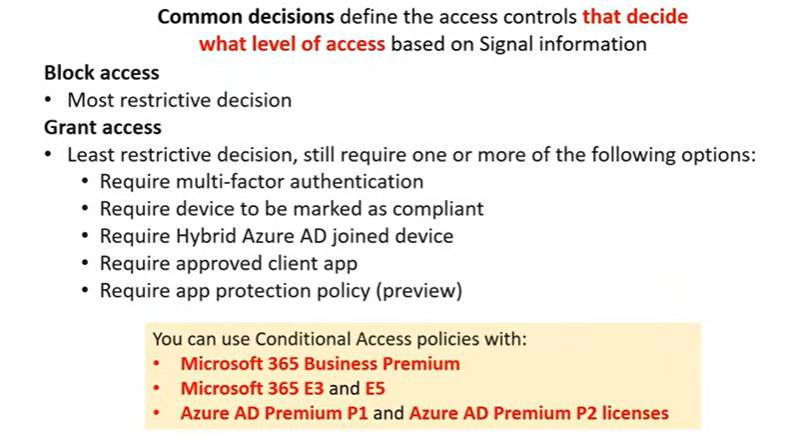 Common decisions define the access controls that decide
what level of access based on Signal information
Block access
• Most restrictive decision
Grant access
• Least restrictive decision, still require one or more of the following options:
• Require multi-factor authentication
• Require device to be marked as compliant
• Require Hybrid Azure AD joined device
• Require approved client app
• Require app protection policy (preview)
You can use Conditional Access policies with:
• Microsoft 365 Business Premium
• Microsoft 365 E3 and E5
• Azure AD Premium P1 and Azure AD Premium P2 licenses